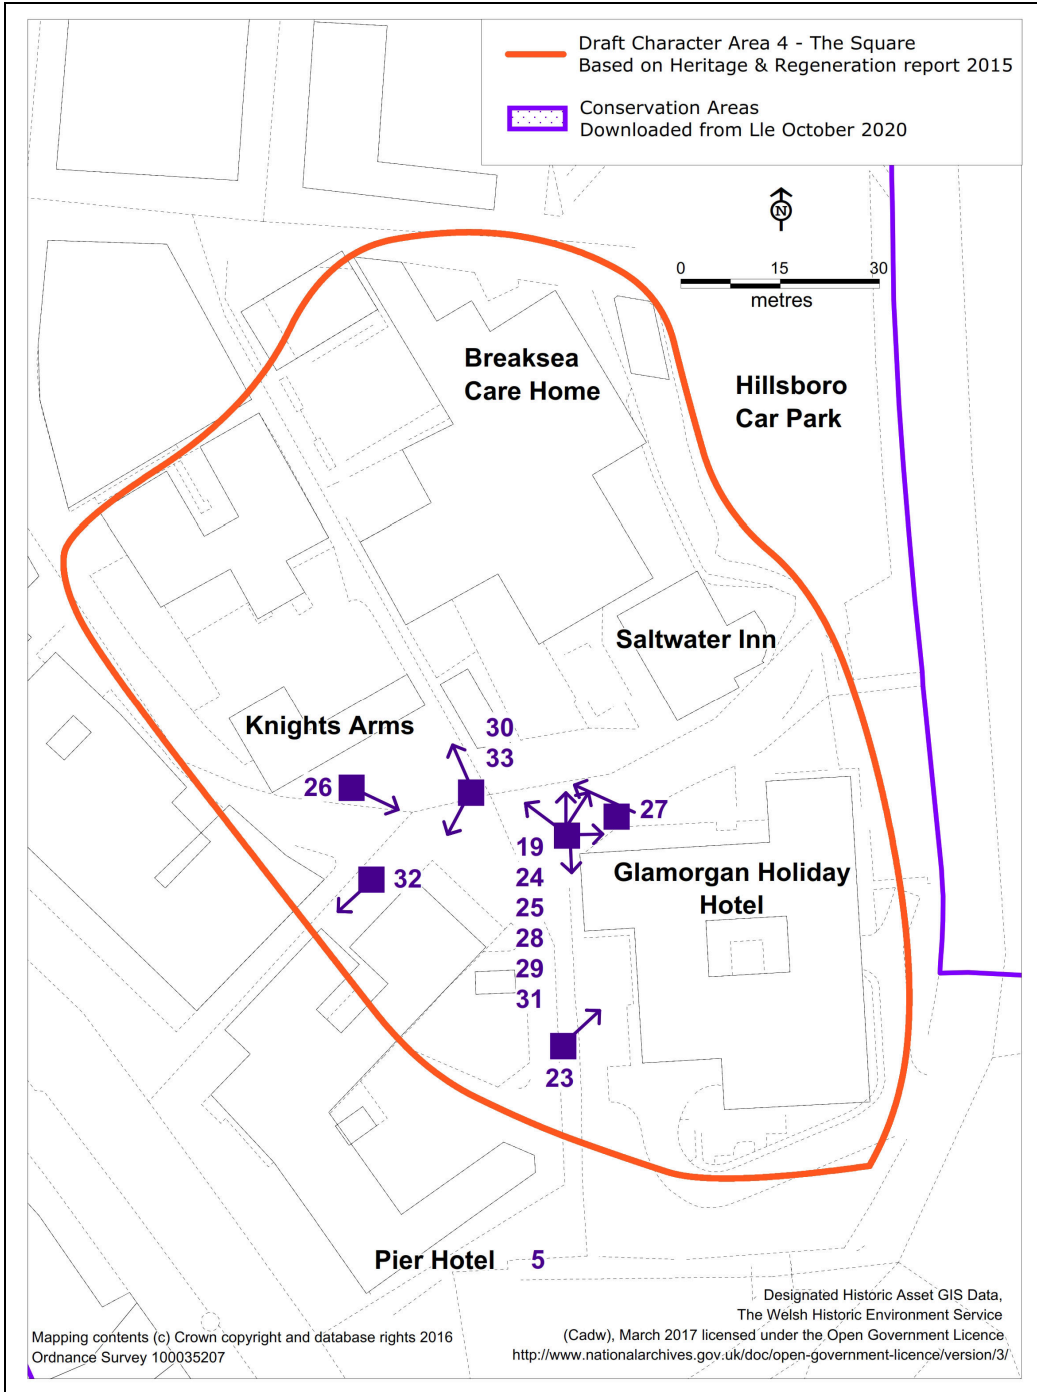 Draft Character Area 4 - The Square
Based on Heritage & Regeneration report 2015
Conservation Areas
Downloaded from Lle October 2020
N
0 15 30
metres
Breaksea
Care Home
Hillsboro
Car Park
Saltwater Inn
Knights Arms
30
33
26
27
19
24
25
28
29
31
32
Glamorgan Holiday
Hotel
23
Pier Hotel 5
Designated Historic Asset GIS Data,
The Welsh Historic Environment Service
(Cadw), March 2017 licensed under the Open Government Licence
http://www.nationalarchives.gov.uk/doc/open-government-licence/version/3/
Mapping contents (c) Crown copyright and database rights 2016
Ordnance Survey 100035207